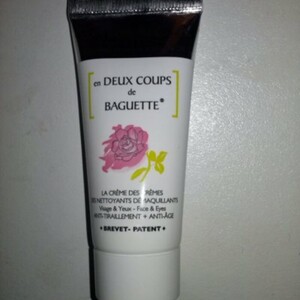 en DEUX COUPS
de
BAGUETTE*
LA CRÈME DES CRÈMES
DES NETTOYANTS DÉMAQUILLANTS
Visage & Yeux - Face & Eyes
ANTI-TIRAILLEMENT + ANTI-ÂGE
• BREVET- PATENT •